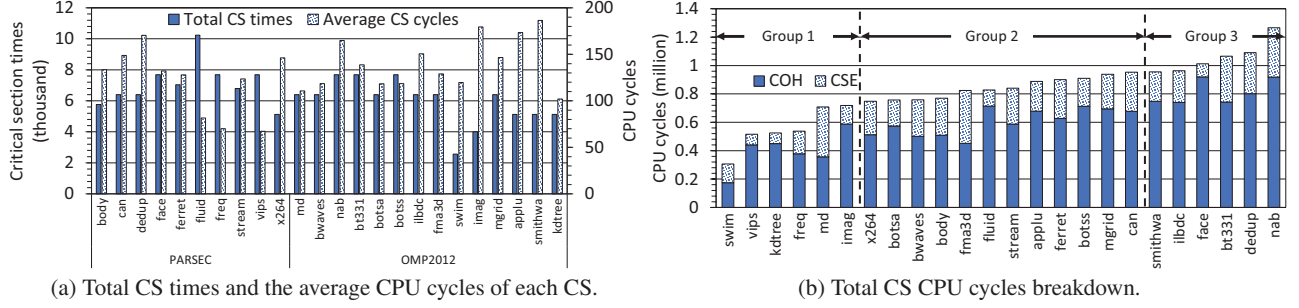 Total CS times Average CS cycles
Critical section times
(thousand)
12
10
8
6
4
2
0
200
150
100
50
0
CPU cycles
body can dedup face ferret fluid freq stream vips x264 md bwaves nab bt331 botsa botss ilbdc fma3d swim imag mgrid applu smithwa kdtree
PARSEC OMP2012
(a) Total CS times and the average CPU cycles of each CS.
CPU cycles (million)
1.4
1.2
1
0.8
0.6
0.4
0.2
0
Group 1 Group 2 Group 3
COH CSE
swim vips kdtree freq md imag x264 botsa bwaves body fma3d fluid stream applu ferret botss mgrid can smithwa ilbdc face bt331 dedup nab
(b) Total CS CPU cycles breakdown.